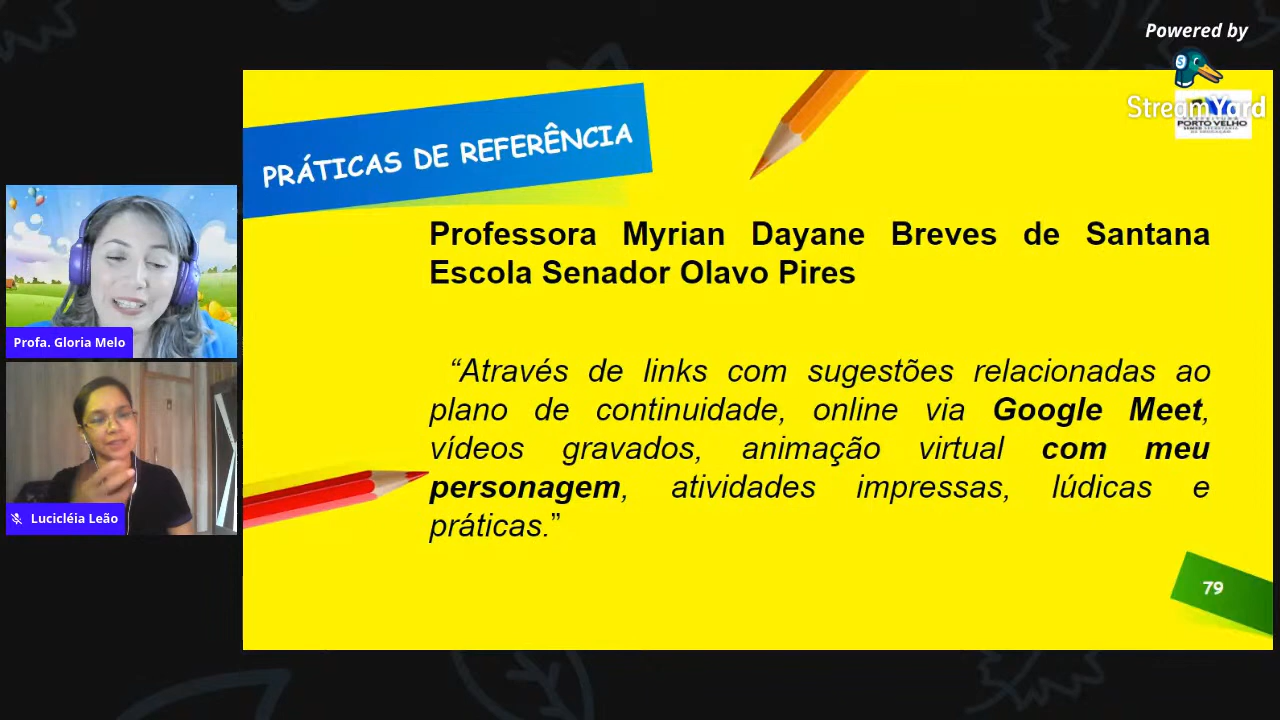 Powered by
StreamYard
PORTO VELHO
PRÁTICAS DE REFERÊNCIA
Professora Myrian Dayane Breves de Santana
Escola Senador Olavo Pires
“Através de links com sugestões relacionadas ao
plano de continuidade, online via Google Meet,
vídeos gravados, animação virtual com meu
personagem, atividades impressas, lúdicas e
práticas.”
Profa. Gloria Melo
Lucicléia Leão
79